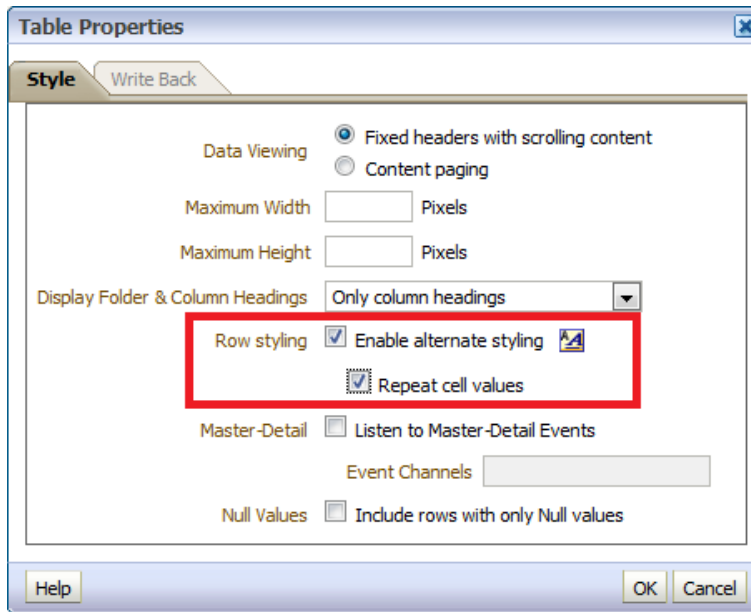 Table Properties
Style Write Back
Data Viewing Fixed headers with scrolling content
Content paging
Maximum Width Pixels
Maximum Height Pixels
Display Folder & Column Headings Only column headings
Row styling Enable alternate styling
Repeat cell values
Master-Detail Listen to Master-Detail Events
Event Channels
Null Values Include rows with only Null values
Help OK Cancel